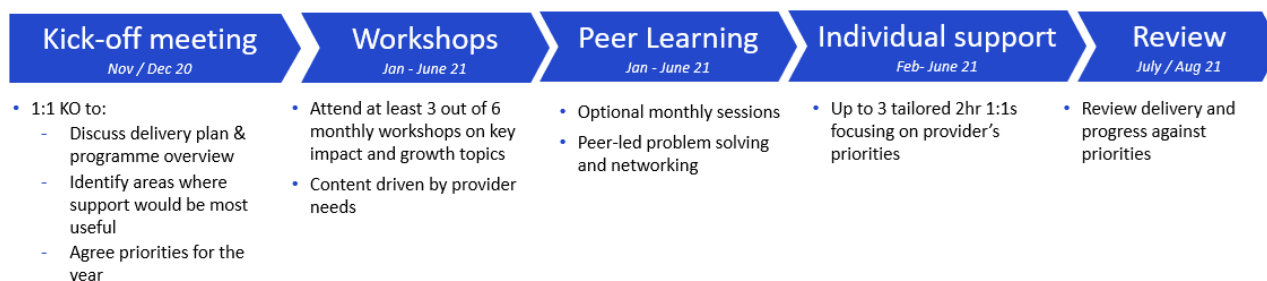 Kick-off meeting
Nov / Dec 20
• 1:1 KO to:
- Discuss delivery plan &
programme overview
- Identify areas where
support would be most
useful
- Agree priorities for the
year
Workshops
Jan - June 21
• Attend at least 3 out of 6
monthly workshops on key
impact and growth topics
• Content driven by provider
needs
Peer Learning
Jan - June 21
• Optional monthly sessions
• Peer-led problem solving
and networking
Individual support
Feb- June 21
• Up to 3 tailored 2hr 1:1s
focusing on provider's
priorities
Review
July / Aug 21
• Review delivery and
progress against
priorities